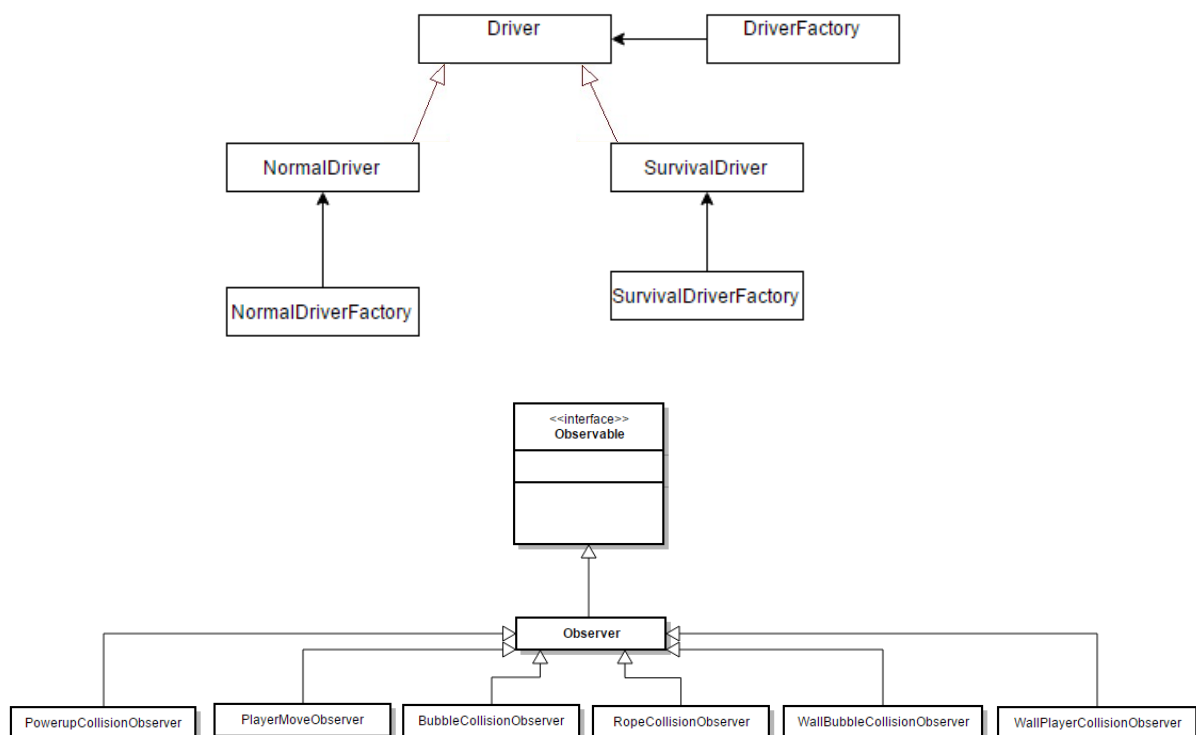 Driver
DriverFactory
NormalDriver
SurvivalDriver
NormalDriverFactory
SurvivalDriverFactory
<<interface>>
Observable
Observer
PowerupCollisionObserver
PlayerMoveObserver
BubbleCollisionObserver
RopeCollisionObserver
WallBubbleCollisionObserver
WallPlayerCollisionObserver